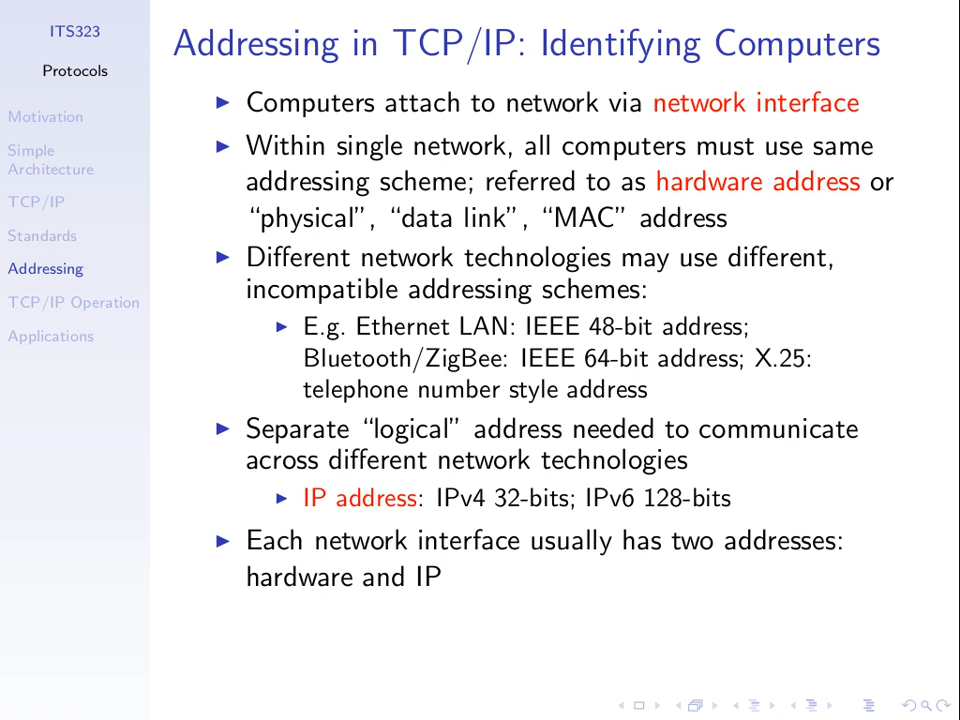 ITS323
Protocols
Motivation
Simple
Architecture
TCP/IP
Standards
Addressing
TCP/IP Operation
Applications
Addressing in TCP/IP: Identifying Computers
Computers attach to network via network interface
Within single network, all computers must use same
addressing scheme; referred to as hardware address or
“physical”, “data link”, “MAC” address
Different network technologies may use different,
incompatible addressing schemes:
E.g. Ethernet LAN: IEEE 48-bit address;
Bluetooth/ZigBee: IEEE 64-bit address; X.25:
telephone number style address
Separate “logical” address needed to communicate
across different network technologies
IP address: IPv4 32-bits; IPv6 128-bits
Each network interface usually has two addresses:
hardware and IP